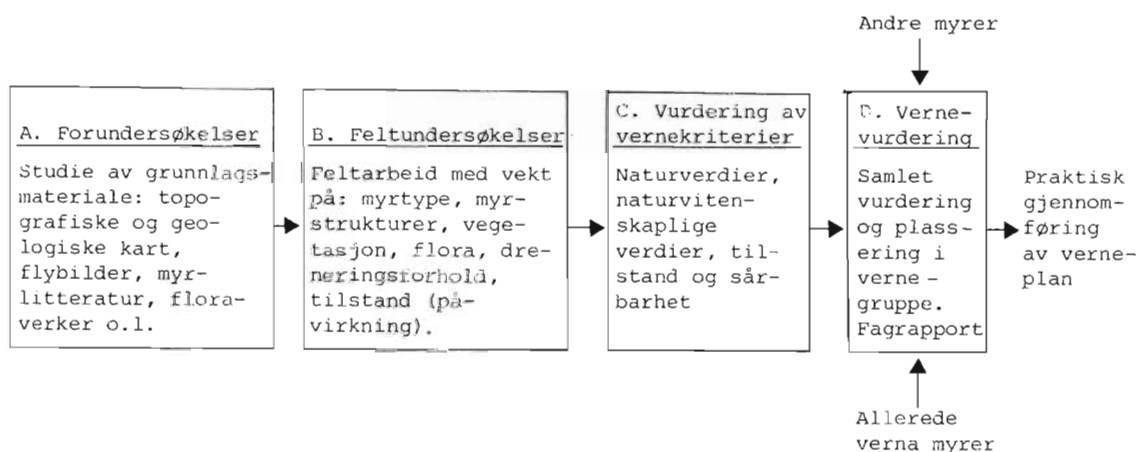 Andre myrer
A. Forundersøkelser
Studie av grunnlags-
materiale: topo-
grafiske og geo-
logiske kart,
flybilder, myr-
litteratur, flora-
verker o.l.
B. Feltundersøkelser
Feltarbeid med vekt
på: myrtype, myr-
strukturer, vege-
tasjon, flora, dre-
neringsforhold,
tilstand (på-
virkning).
C. Vurdering av
vernekriterier
Naturverdier,
naturviten-
skaplige
verdier, til-
stand og sår-
barhet
D. Verne-
vurdering
Samlet
vurdering
og plass-
ering i
verne-
gruppe.
Fagrapport
Praktisk
gjennom-
føring
av verne-
plan
Allerede
verna myrer